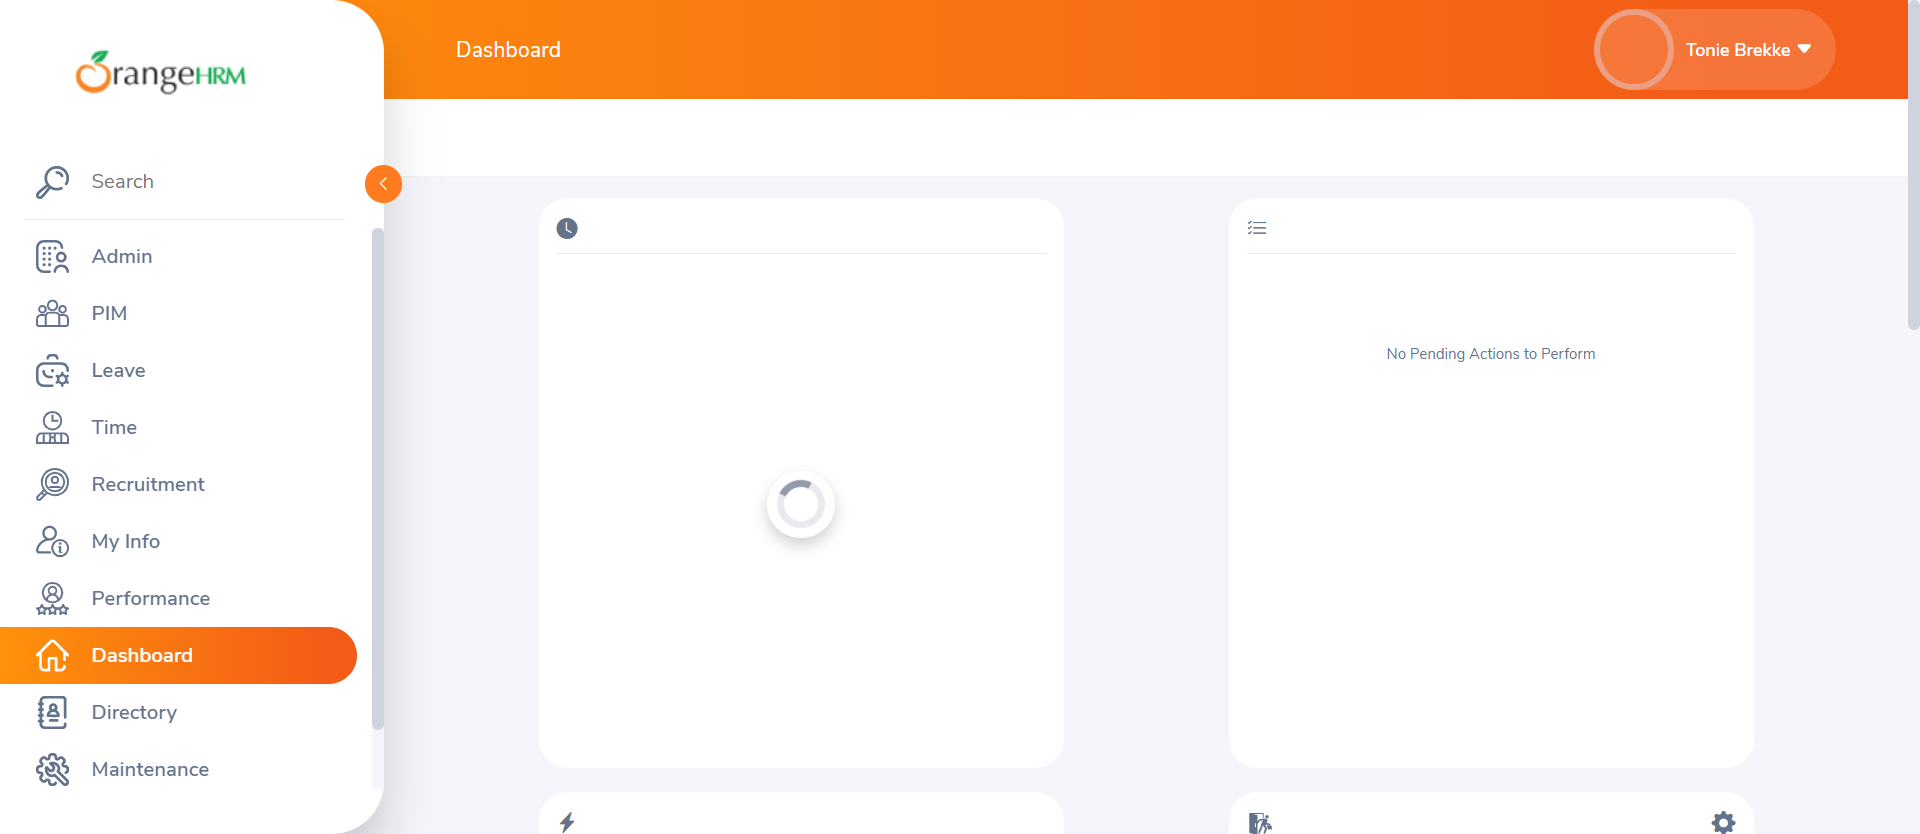 OrangeHRM
Dashboard
Tonie Brekke
Search
Admin
PIM
Leave
Time
Recruitment
My Info
Performance
Dashboard
Directory
Maintenance
No Pending Actions to Perform